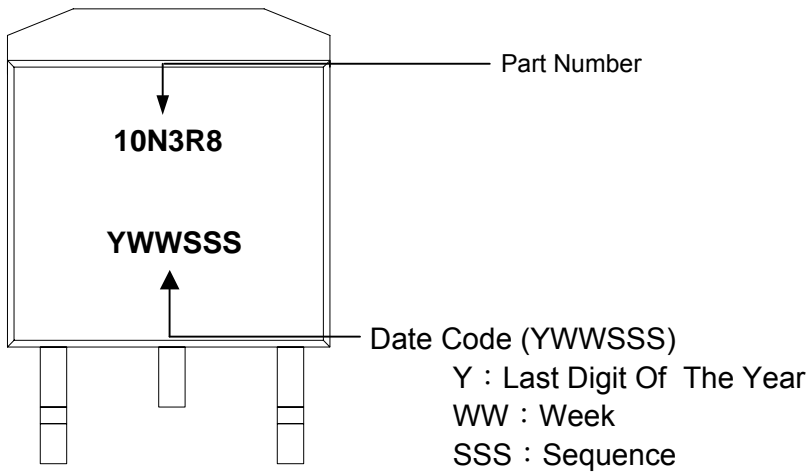 Part Number
10N3R8
YWWSSS
Date Code (YWWSSS)
Y：Last Digit Of The Year
WW：Week
SSS：Sequence